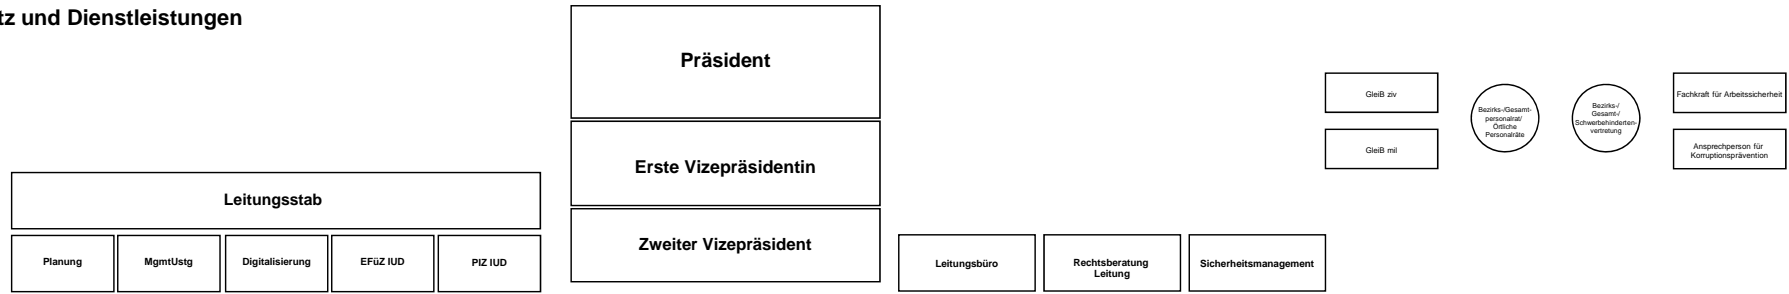 tz und Dienstleistungen
Präsident
Erste Vizepräsidentin
Zweiter Vizepräsident
Leitungsstab
Planung
MgmtUstg
Digitalisierung
EFüZ IUD
PIZ IUD
Leitungsbüro
Rechtsberatung
Leitung
Sicherheitsmanagement
GleiB ziv
GleiB mil
Bezirks-/Gesamt-
personalrat/
Örtliche
Personalräte
Bezirks-/
Gesamt-/
Schwerbehinderten-
vertretung
Fachkraft für Arbeitssicherheit
Ansprechperson für
Korruptionsprävention